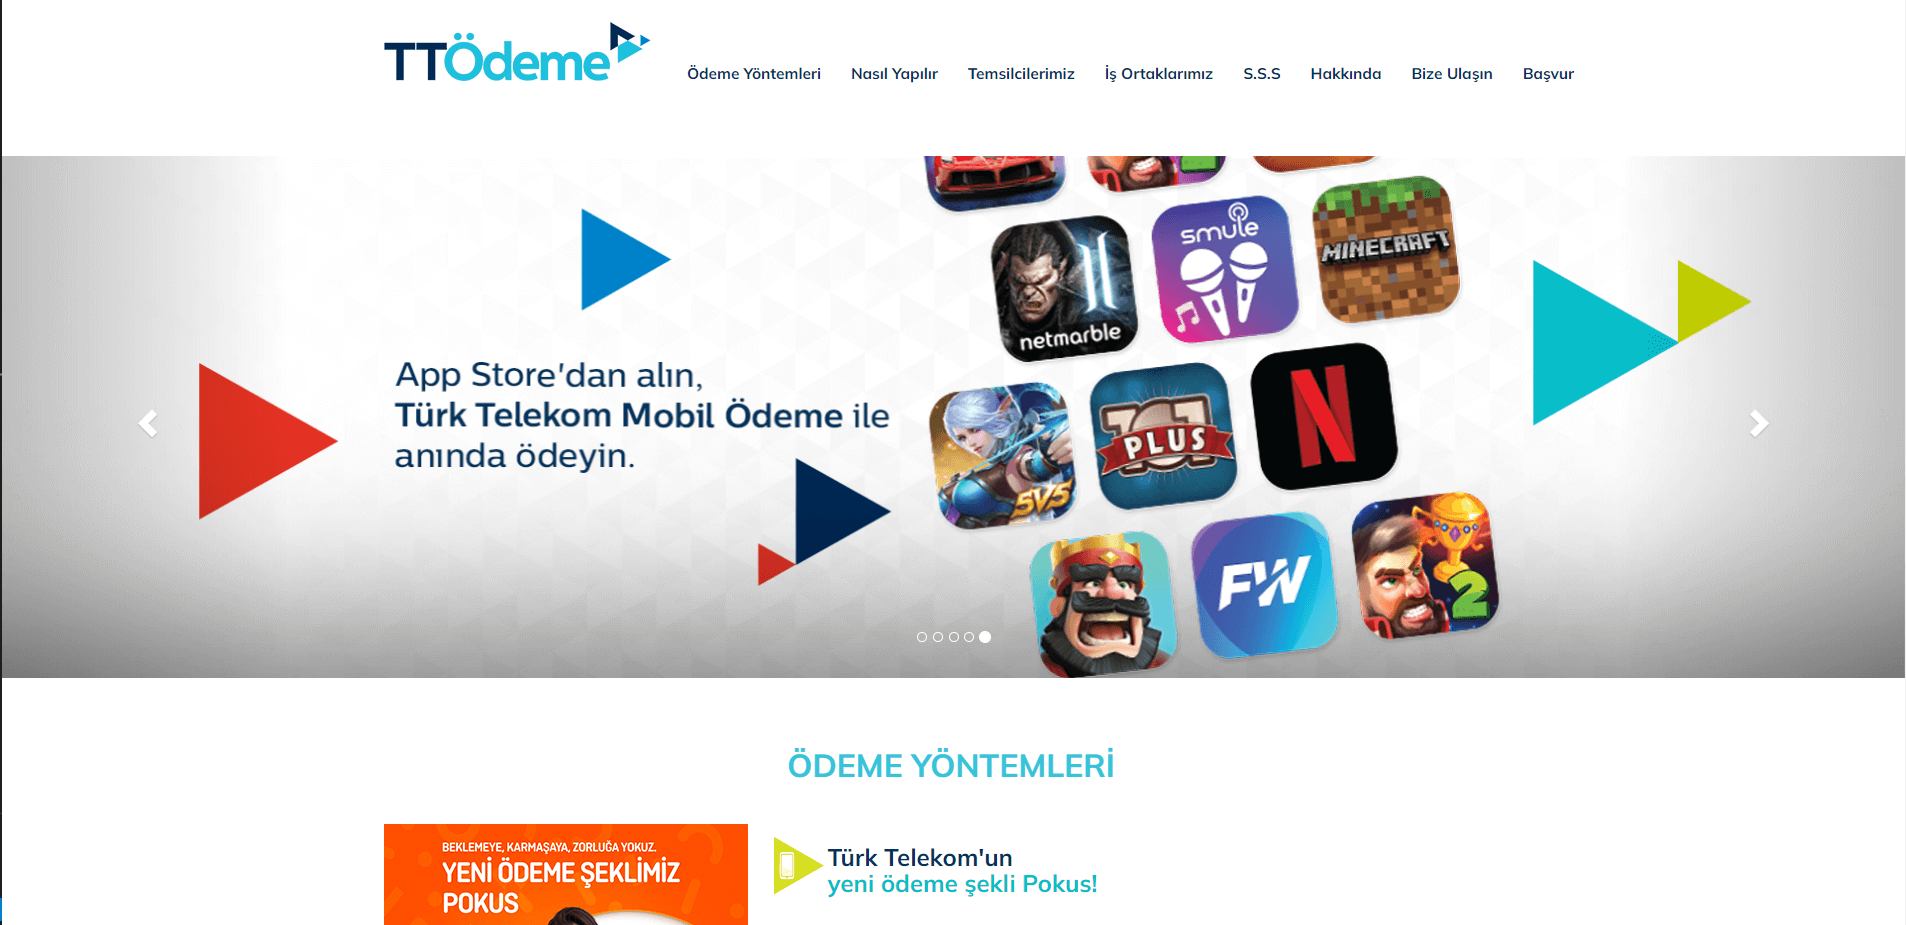 TTÖdeme
Ödeme Yöntemleri
Nasıl Yapılır
Temsilcilerimiz
İş Ortaklarımız
S.S.S
Hakkında
Bize Ulaşın
Başvur
App Store'dan alın,
Türk Telekom Mobil Ödeme ile
anında ödeyin.
2
netmarble
smule
MINECRAFT
5V5
101
PLUS
N
FW
2
ÖDEME YÖNTEMLERİ
BEKLEMEYE, KARMAŞAYA, ZORLUĞA YOKUZ.
YENİ ÖDEME ŞEKLİMİZ
POKUS
Türk Telekom'un
yeni ödeme şekli Pokus!